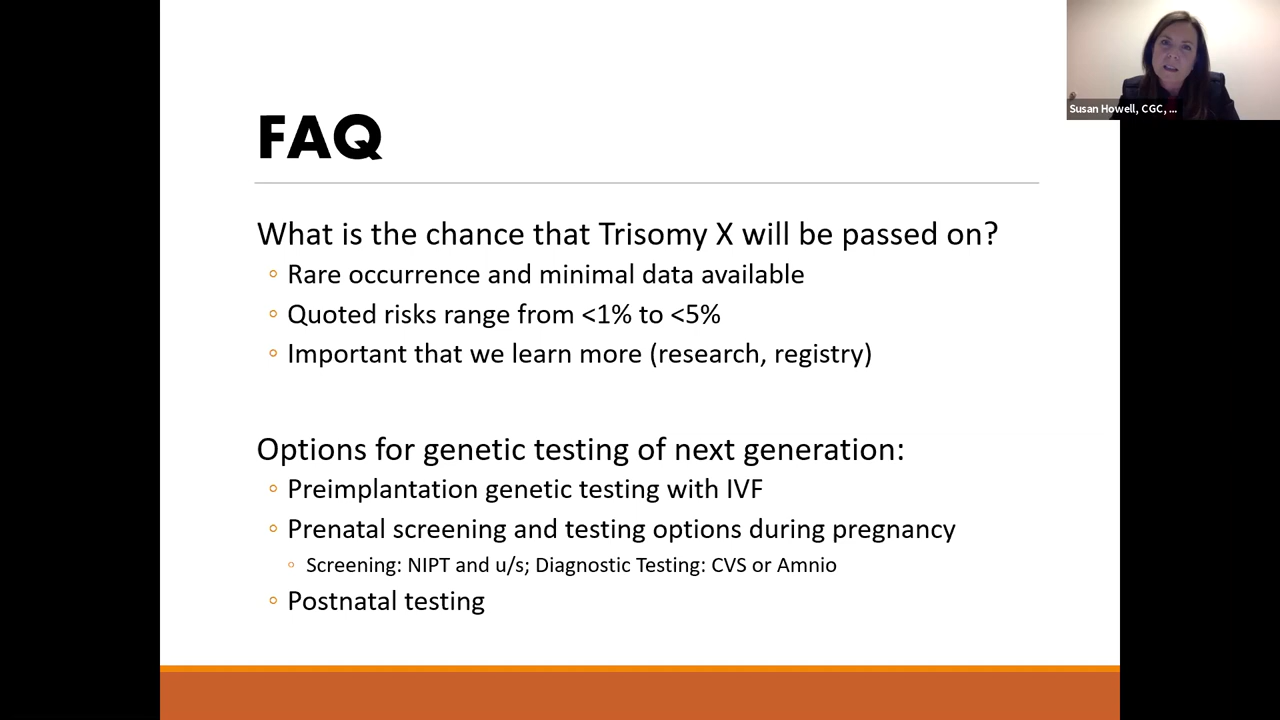 Susan Howell, CGC, ...
FAQ
What is the chance that Trisomy X will be passed on?
◦ Rare occurrence and minimal data available
◦ Quoted risks range from <1% to <5%
◦ Important that we learn more (research, registry)
Options for genetic testing of next generation:
◦ Preimplantation genetic testing with IVF
◦ Prenatal screening and testing options during pregnancy
◦ Screening: NIPT and u/s; Diagnostic Testing: CVS or Amnio
◦ Postnatal testing